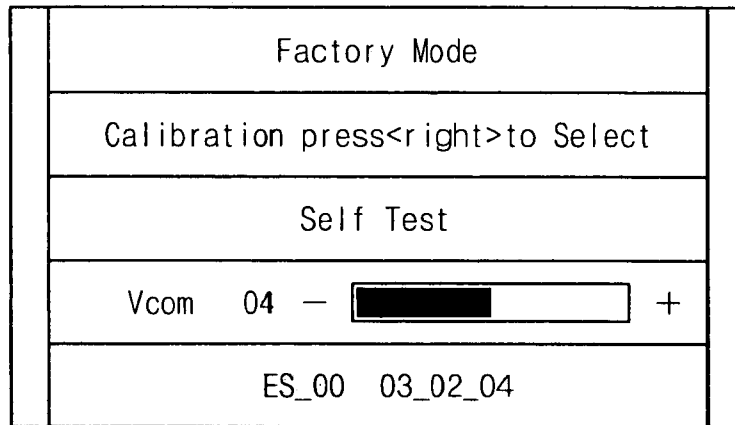 Factory Mode
Calibration press<right>to Select
Self Test
Vcom 04 − +
ES_00 03_02_04